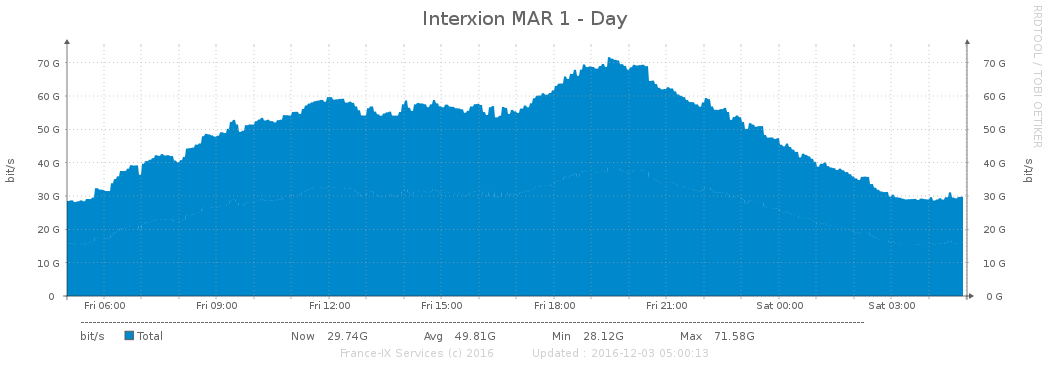 Interxion MAR 1 - Day
RRDTOOL / TOBI OETIKER
bit/s
70 G 70 G
60 G 60 G
50 G 50 G
40 G 40 G
30 G 30 G
20 G 20 G
10 G 10 G
0 0 G
bit/s
Fri 06:00 Fri 09:00 Fri 12:00 Fri 15:00 Fri 18:00 Fri 21:00 Sat 00:00 Sat 03:00
bit/s Total Now 29.74G Avg 49.81G Min 28.12G Max 71.58G
France-IX Services (c) 2016 Updated : 2016-12-03 05:00:13